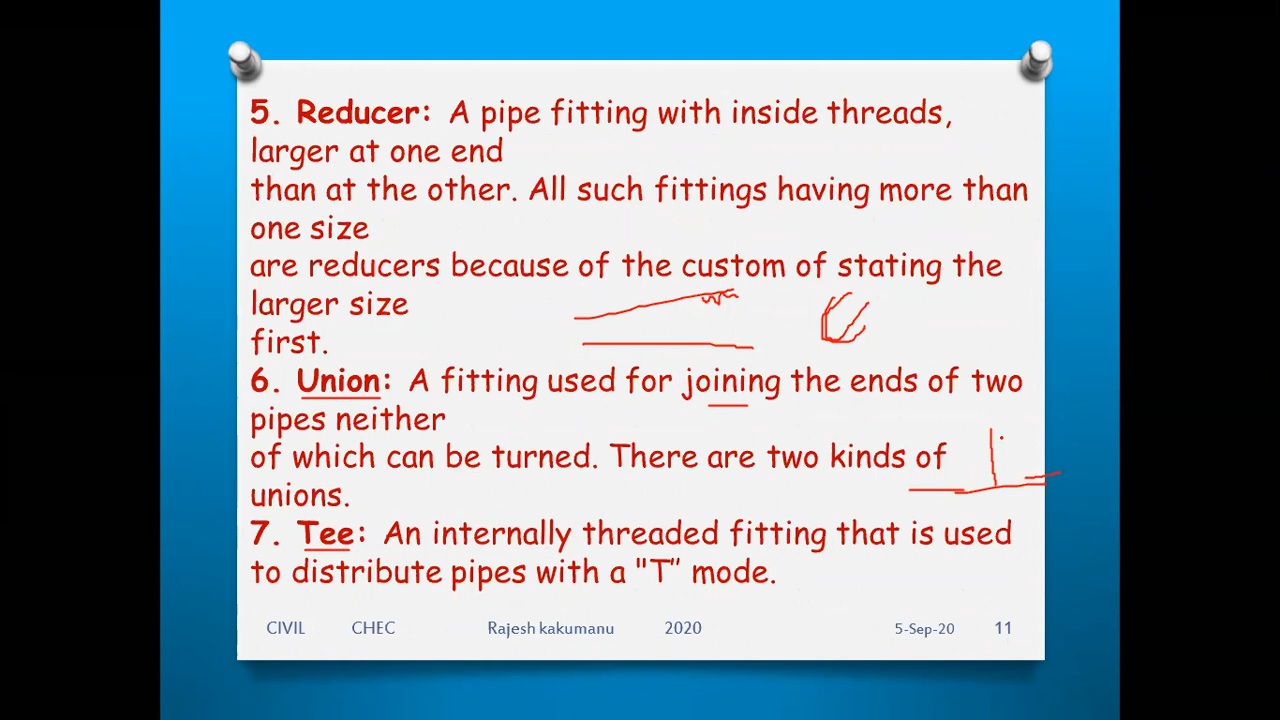 5. Reducer: A pipe fitting with inside threads,
larger at one end
than at the other. All such fittings having more than
one size
are reducers because of the custom of stating the
larger size
first.
6. Union: A fitting used for joining the ends of two
pipes neither
of which can be turned. There are two kinds of
unions.
7. Tee: An internally threaded fitting that is used
to distribute pipes with a "T” mode.
CIVIL CHEC Rajesh kakumanu 2020 5-Sep-20 11